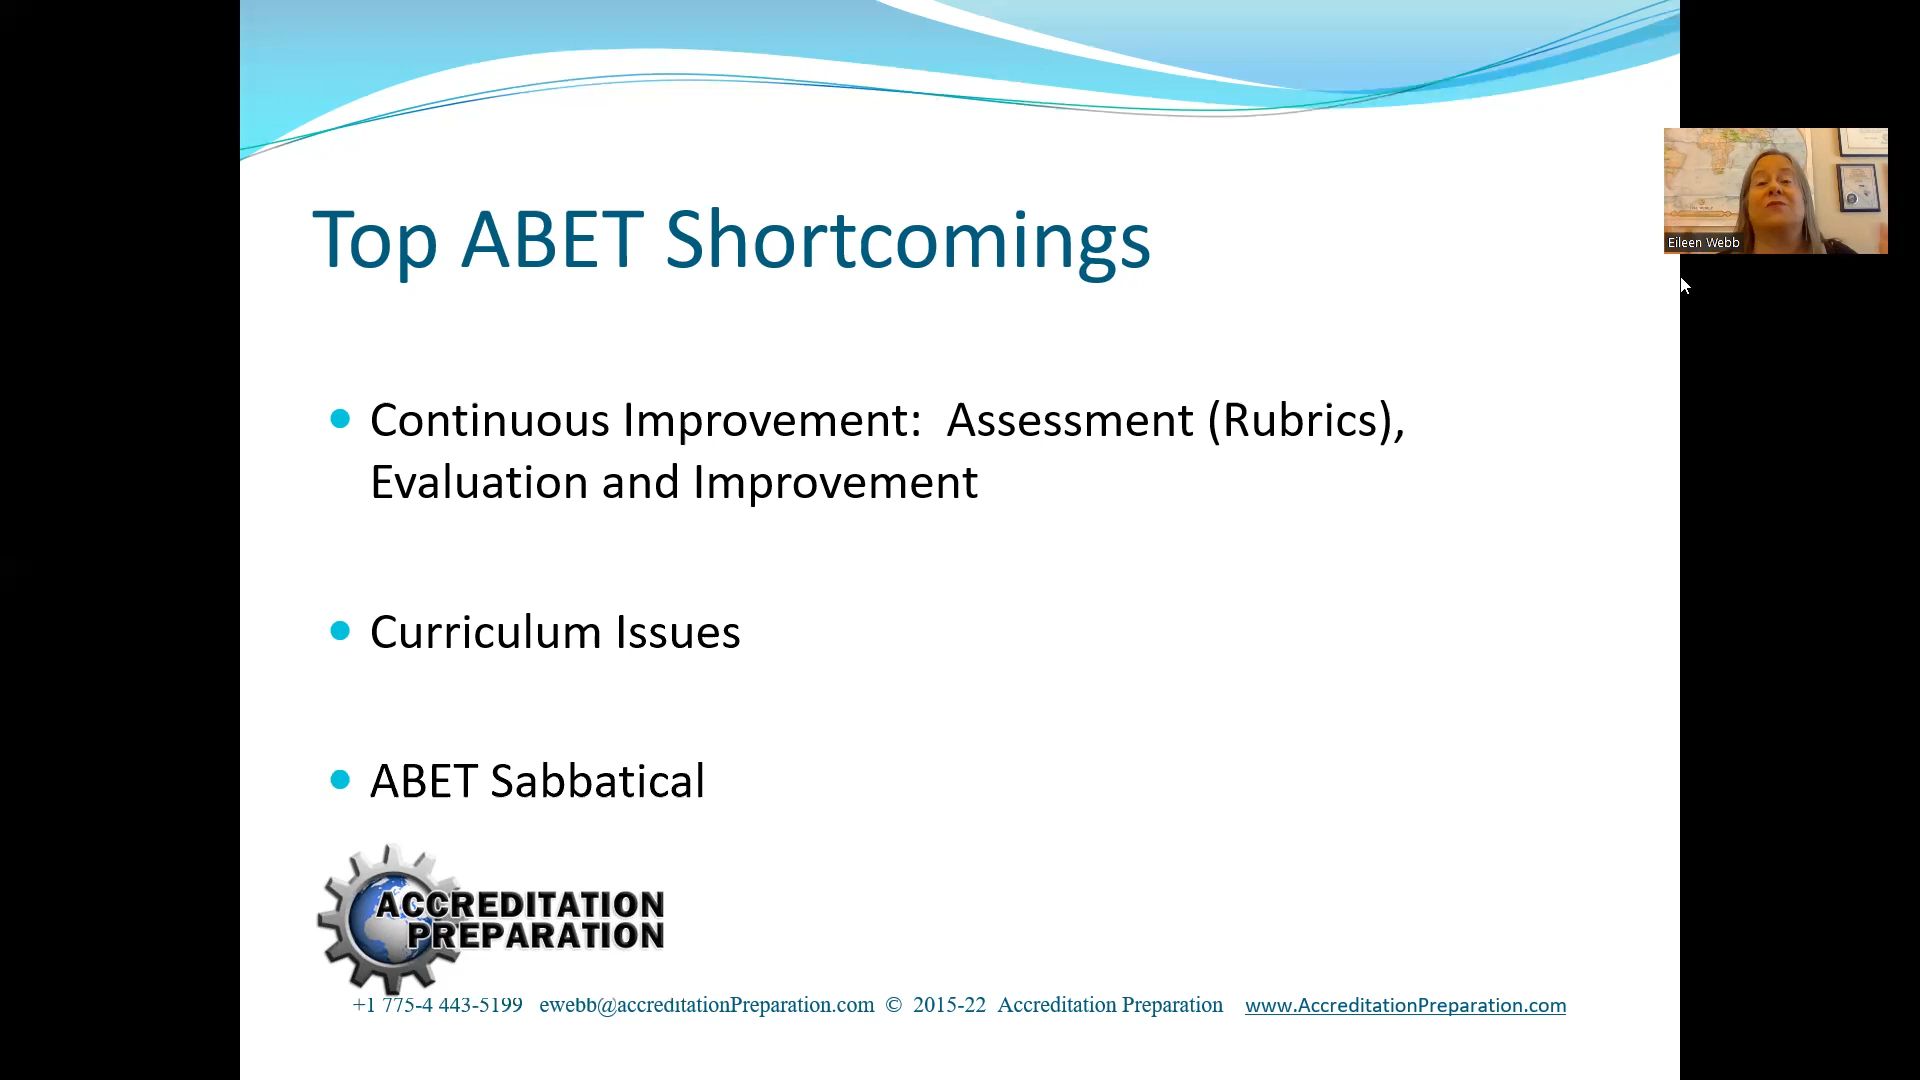 Top ABET Shortcomings
Eileen Webb
Continuous Improvement:  Assessment (Rubrics),
Evaluation and Improvement
Curriculum Issues
ABET Sabbatical
ACCREDITATION
PREPARATION
+1 775-4 443-5199 ewebb@accreditationPreparation.com © 2015-22 Accreditation Preparation www.AccreditationPreparation.com